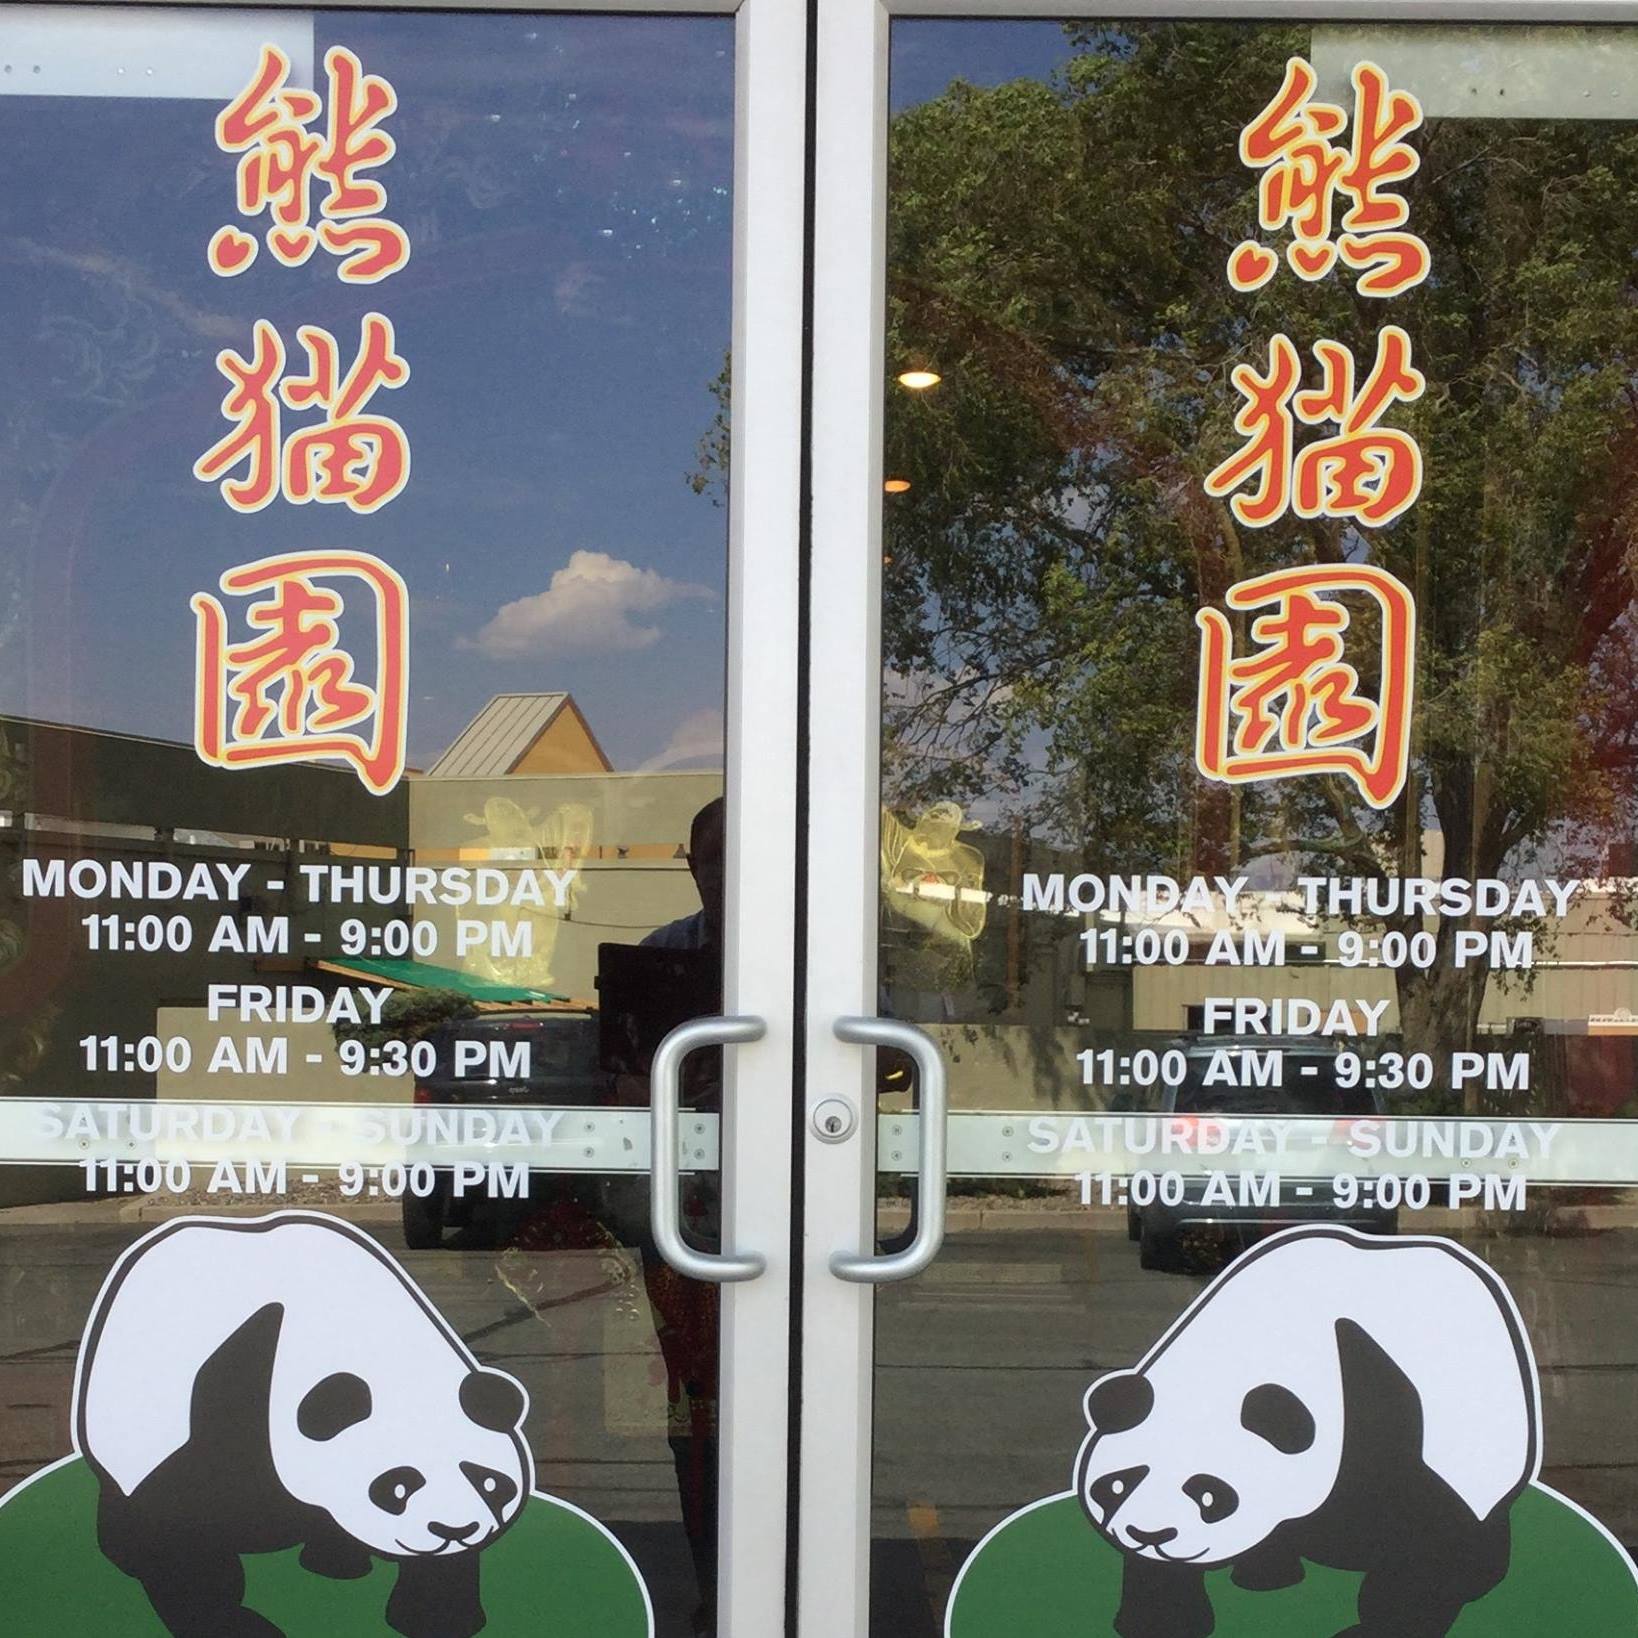 熊猫園
MONDAY - THURSDAY
11:00 AM - 9:00 PM
FRIDAY
11:00 AM - 9:30 PM
SATURDAY - SUNDAY
11:00 AM - 9:00 PM
熊猫園
MONDAY - THURSDAY
11:00 AM - 9:00 PM
FRIDAY
11:00 AM - 9:30 PM
SATURDAY - SUNDAY
11:00 AM - 9:00 PM